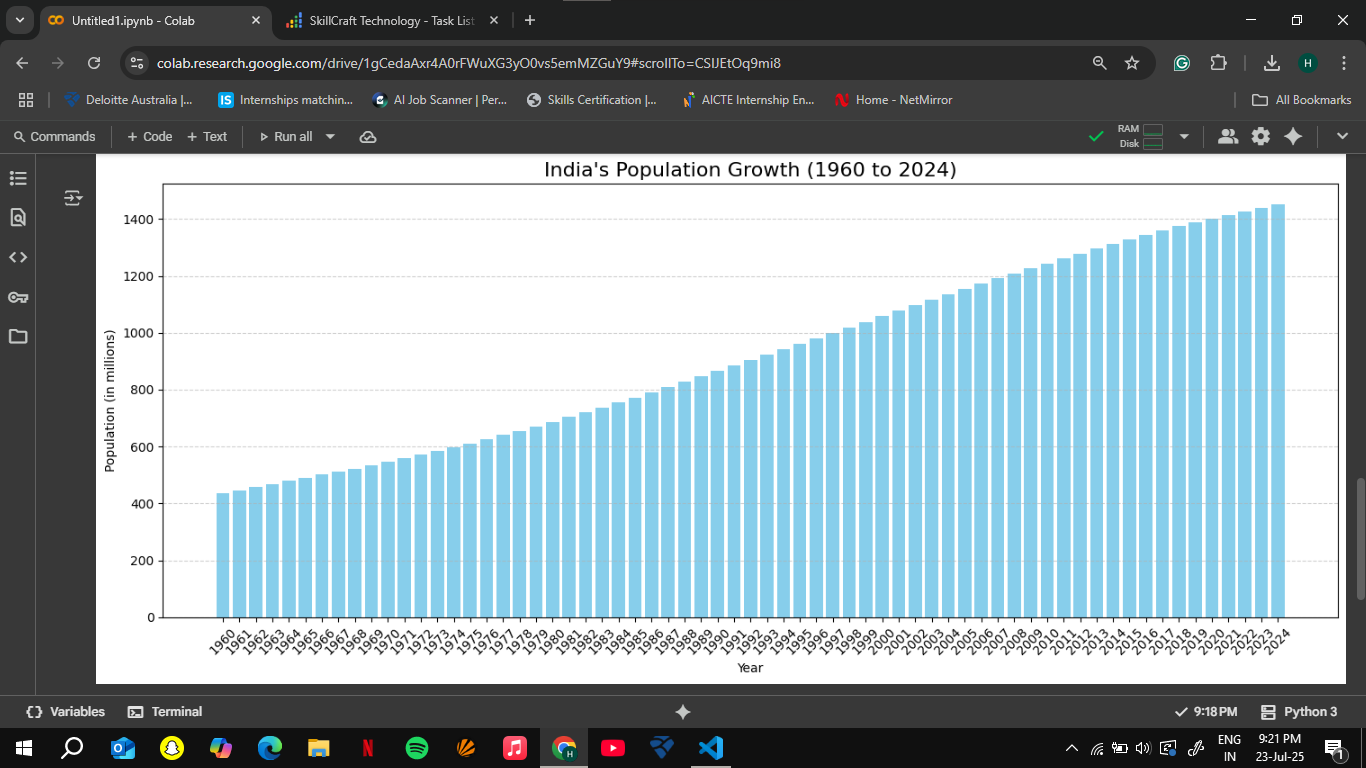 Untitled1.ipynb - Colab
SkillCraft Technology - Task List
colab.research.google.com/drive/1gCedaAxr4A0rFWuXG3yO0vs5emMZGuY9#scrollTo=CSIJEtOq9mi8
H
Deloitte Australia |...
Internships matchin...
AI Job Scanner | Per...
Skills Certification |...
AICTE Internship En...
Home - NetMirror
All Bookmarks
Commands
+ Code
+ Text
Run all
RAM
Disk
India's Population Growth (1960 to 2024)
Population (in millions)
1400
1200
1000
800
600
400
200
0
1960 1961 1962 1963 1964 1965 1966 1967 1968 1969 1970 1971 1972 1973 1974 1975 1976 1977 1978 1979 1980 1981 1982 1983 1984 1985 1986 1987 1988 1989 1990 1991 1992 1993 1994 1995 1996 1997 1998 1999 2000 2001 2002 2003 2004 2005 2006 2007 2008 2009 2010 2011 2012 2013 2014 2015 2016 2017 2018 2019 2020 2021 2022 2023 2024
Year
Variables
Terminal
9:18 PM
Python 3
ENG
IN
9:21 PM
23-Jul-25
1